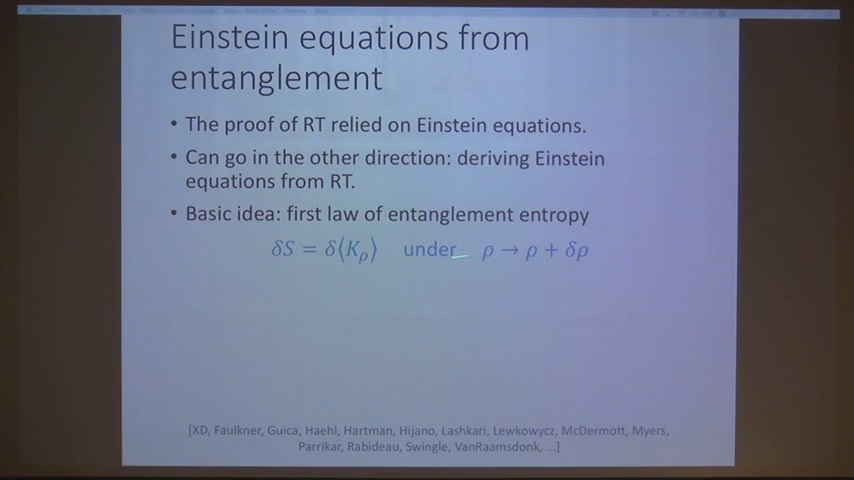 Einstein equations from
entanglement
• The proof of RT relied on Einstein equations.
• Can go in the other direction: deriving Einstein
equations from RT.
• Basic idea: first law of entanglement entropy
δS = δ⟨Kρ⟩ under ρ → ρ + δρ
[XD, Faulkner, Guica, Haehl, Hartman, Hijano, Lashkari, Lewkowycz, McDermott, Myers,
Parrikar, Rabideau, Swingle, VanRaamsdonk, ...]